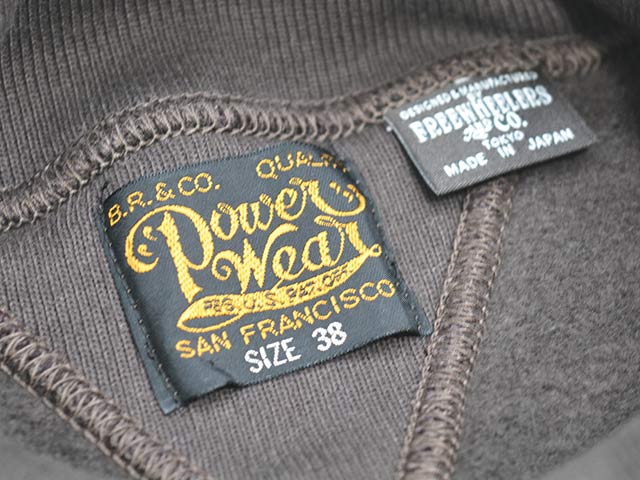 B.R.&CO. QUALITY
Power
Wear
REG. U.S. PAT. OFF.
SAN FRANCISCO
SIZE 38
DESIGNED & MANUFACTURED
FREEWHEELERS
AND CO.
TOKYO
MADE IN JAPAN